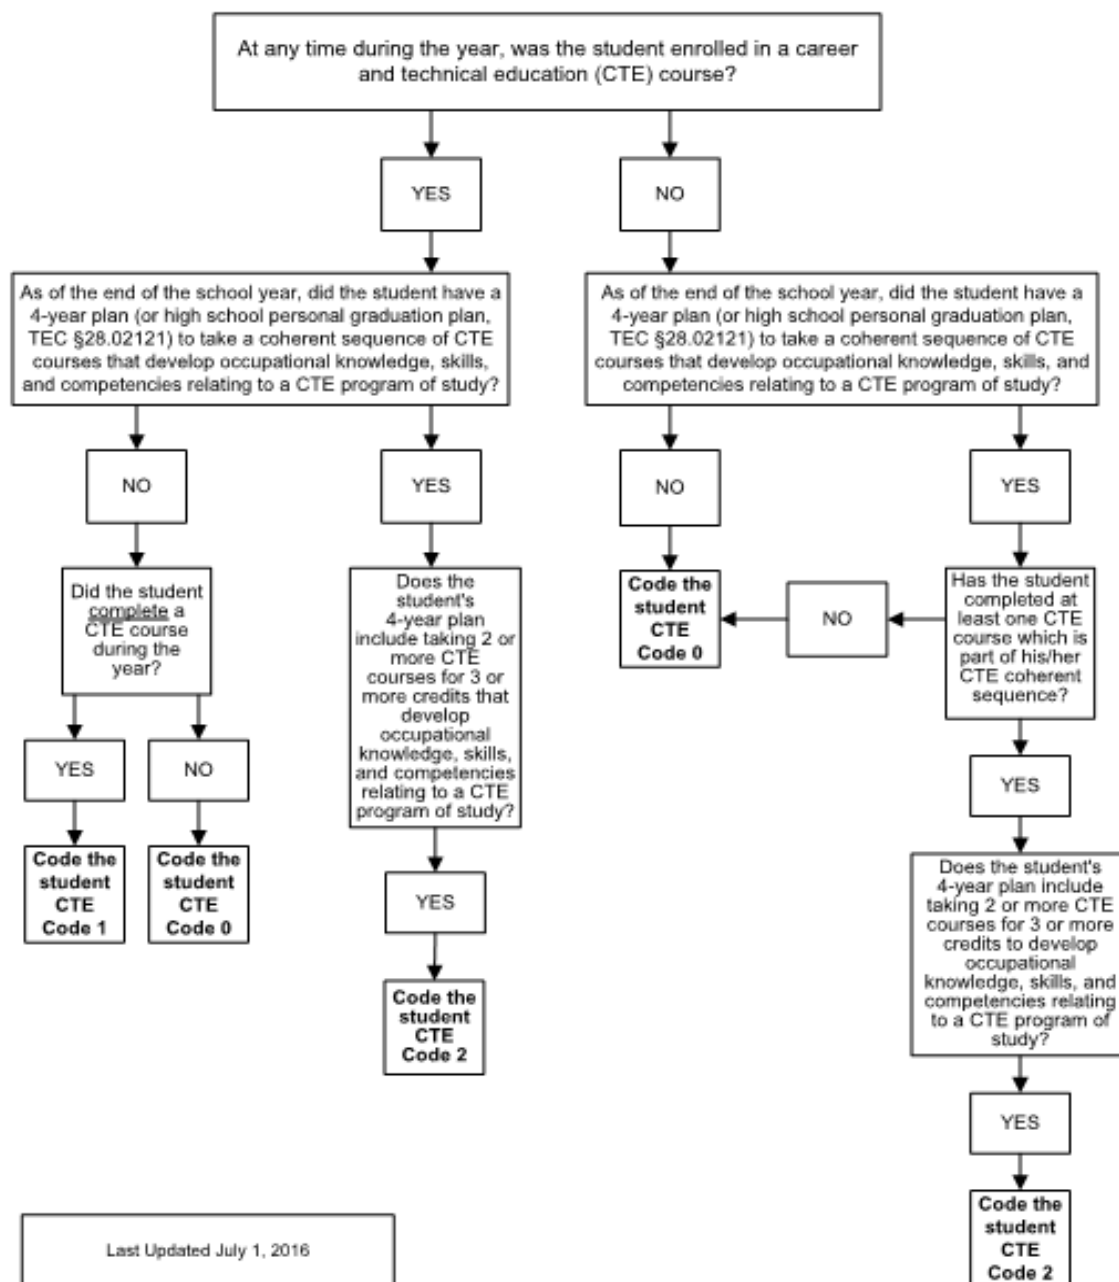 At any time during the year, was the student enrolled in a career
and technical education (CTE) course?
YES
NO
As of the end of the school year, did the student have a
4-year plan (or high school personal graduation plan,
TEC §28.02121) to take a coherent sequence of CTE
courses that develop occupational knowledge, skills,
and competencies relating to a CTE program of study?
As of the end of the school year, did the student have a
4-year plan (or high school personal graduation plan,
TEC §28.02121) to take a coherent sequence of CTE
courses that develop occupational knowledge, skills, and
competencies relating to a CTE program of study?
NO
YES
NO
YES
Did the student
complete a
CTE course
during the
year?
Does the
student's
4-year plan
include taking 2 or
more CTE
courses for 3 or
more credits that
develop
occupational
knowledge, skills,
and competencies
relating to a CTE
program of study?
Code the
student
CTE
Code 0
NO
Has the student
completed at
least one CTE
course which is
part of his/her
CTE coherent
sequence?
YES
NO
YES
Code the
student
CTE
Code 1
Code the
student
CTE
Code 0
YES
Code the
student
CTE
Code 2
Does the student's
4-year plan include
taking 2 or more CTE
courses for 3 or more
credits to develop
occupational
knowledge, skills, and
competencies relating
to a CTE program of
study?
YES
Code the
student
CTE
Code 2
Last Updated July 1, 2016